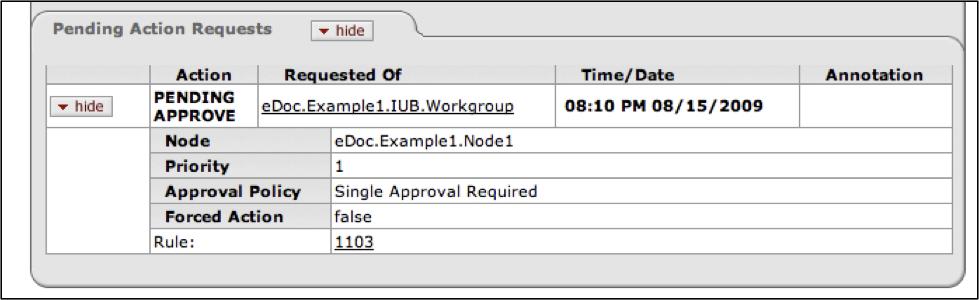 Pending Action Requests hide
Action Requested Of Time/Date Annotation
hide PENDING APPROVE eDoc.Example1.IUB.Workgroup 08:10 PM 08/15/2009
Node eDoc.Example1.Node1
Priority 1
Approval Policy Single Approval Required
Forced Action false
Rule: 1103